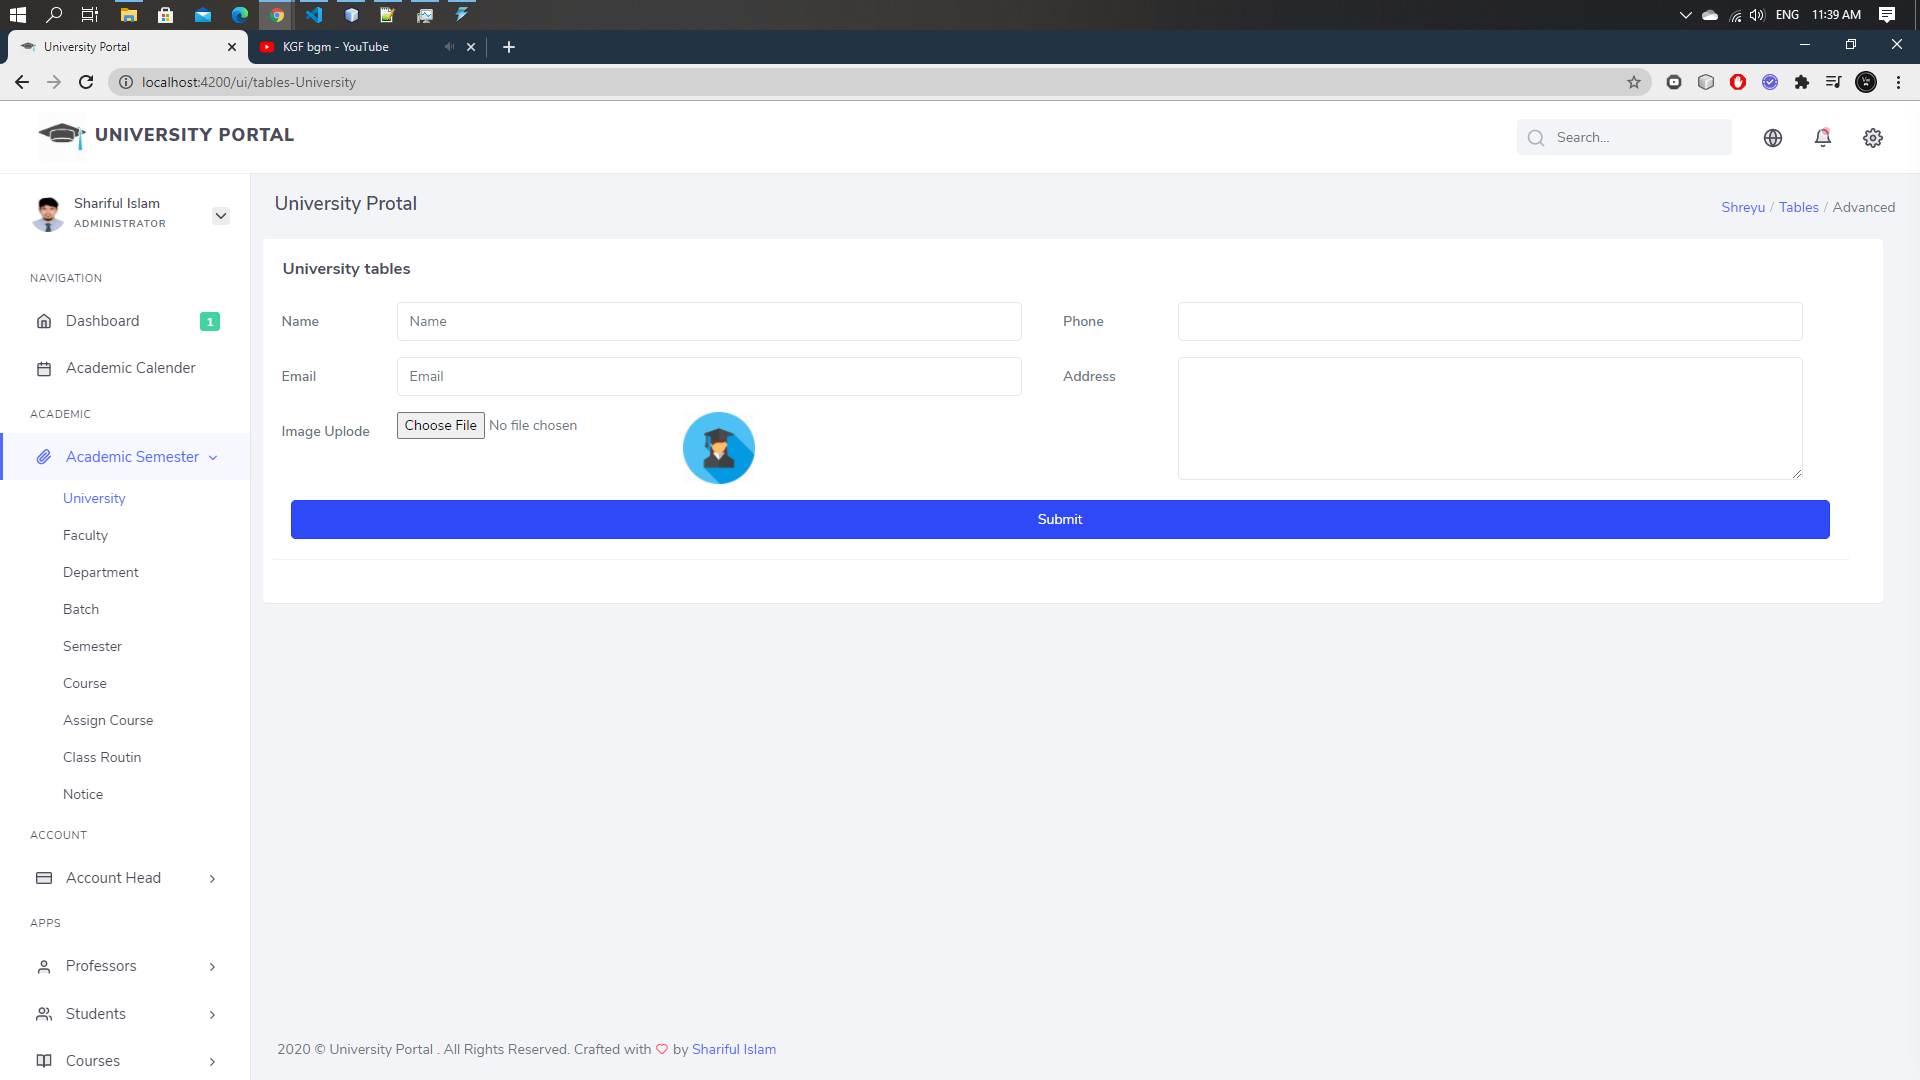 ENG 11:39 AM
University Portal
KGF bgm - YouTube
localhost:4200/ui/tables-University
UNIVERSITY PORTAL
Search...
Shariful Islam
ADMINISTRATOR
NAVIGATION
Dashboard 1
Academic Calender
ACADEMIC
Academic Semester
University
Faculty
Department
Batch
Semester
Course
Assign Course
Class Routin
Notice
ACCOUNT
Account Head
APPS
Professors
Students
Courses
University Protal
Shreyu / Tables / Advanced
University tables
Name Name
Phone
Email Email
Address
Image Uplode Choose File No file chosen
Submit
2020 © University Portal . All Rights Reserved. Crafted with by Shariful Islam